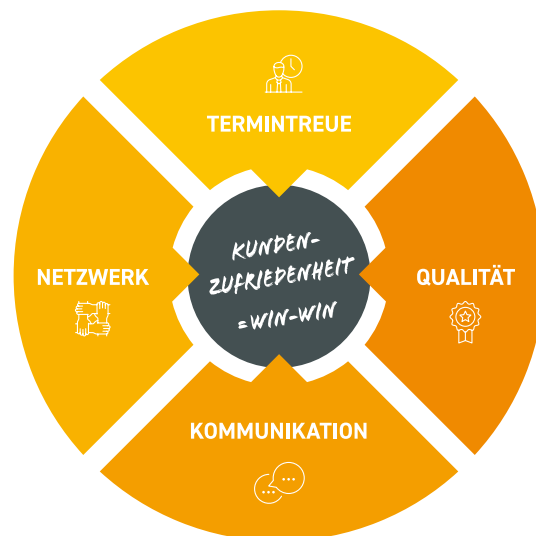 TERMINTREUE
KUNDEN-
ZUFRIEDENHEIT
=WIN-WIN
NETZWERK
QUALITÄT
KOMMUNIKATION